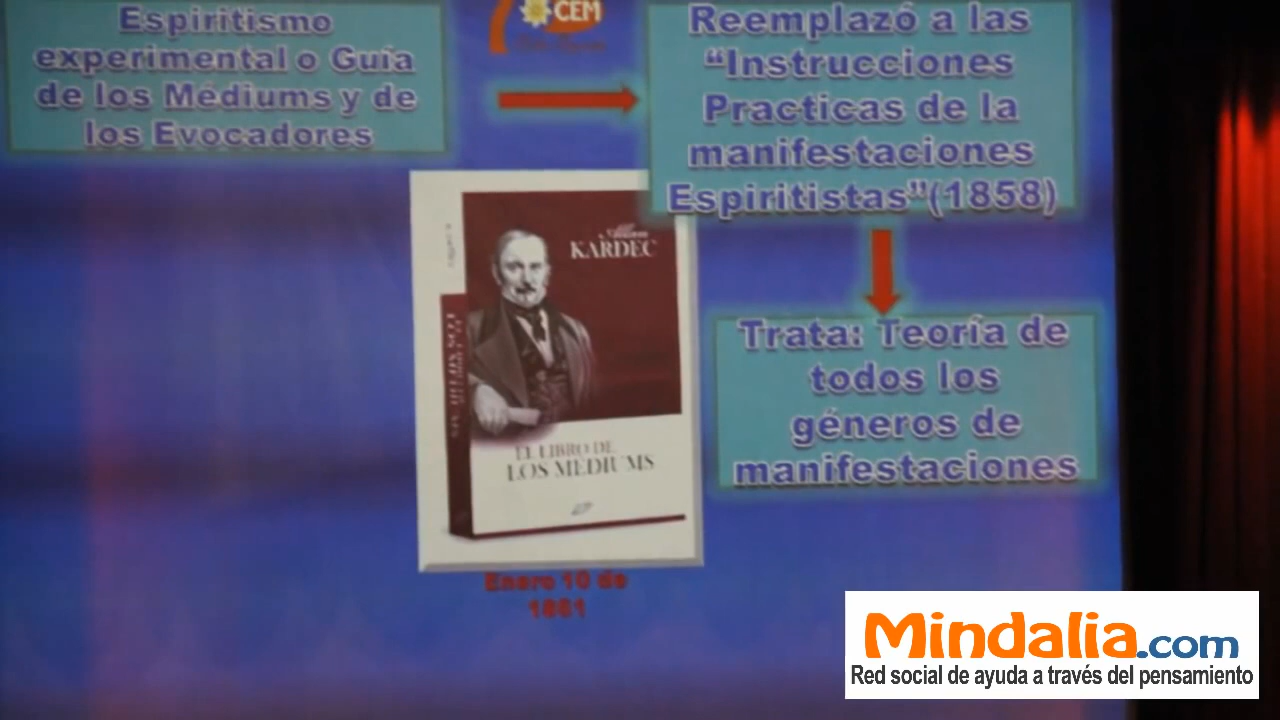 Espiritismo
experimental o Guía
de los Médiums y de
los Evocadores
CEM
Reemplazó a las
“Instrucciones
Practicas de la
manifestaciones
Espiritistas”(1858)
KARDEC
EL LIBRO DE
LOS MÉDIUMS
Trata: Teoría de
todos los
géneros de
manifestaciones
Enero 10 de
1861
Mindalia.com
Red social de ayuda a través del pensamiento